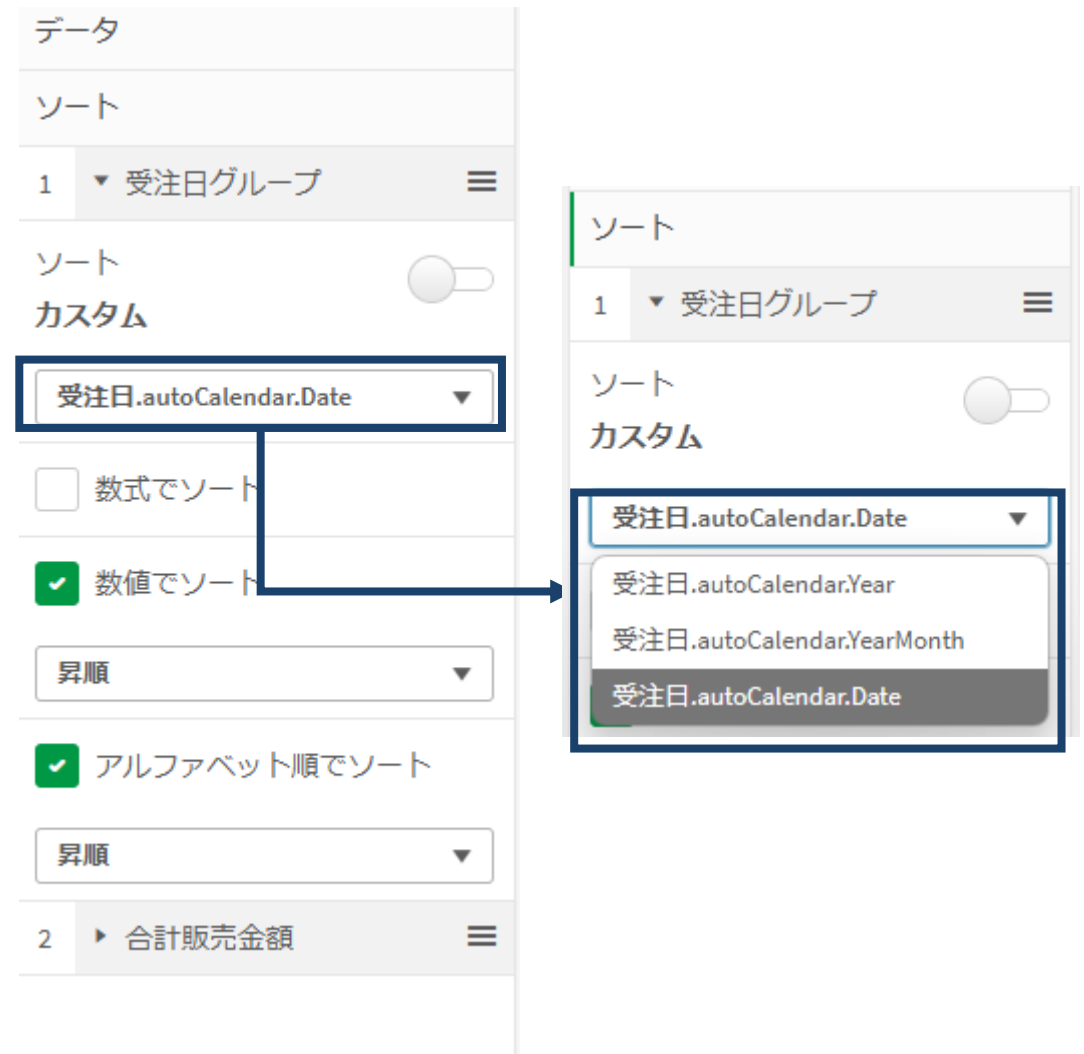 データ
ソート
1 受注日グループ
ソート
カスタム
受注日.autoCalendar.Date
数式でソート
数値でソート
昇順
アルファベット順でソート
昇順
2 合計販売金額
ソート
1 受注日グループ
ソート
カスタム
受注日.autoCalendar.Date
受注日.autoCalendar.Year
受注日.autoCalendar.YearMonth
受注日.autoCalendar.Date